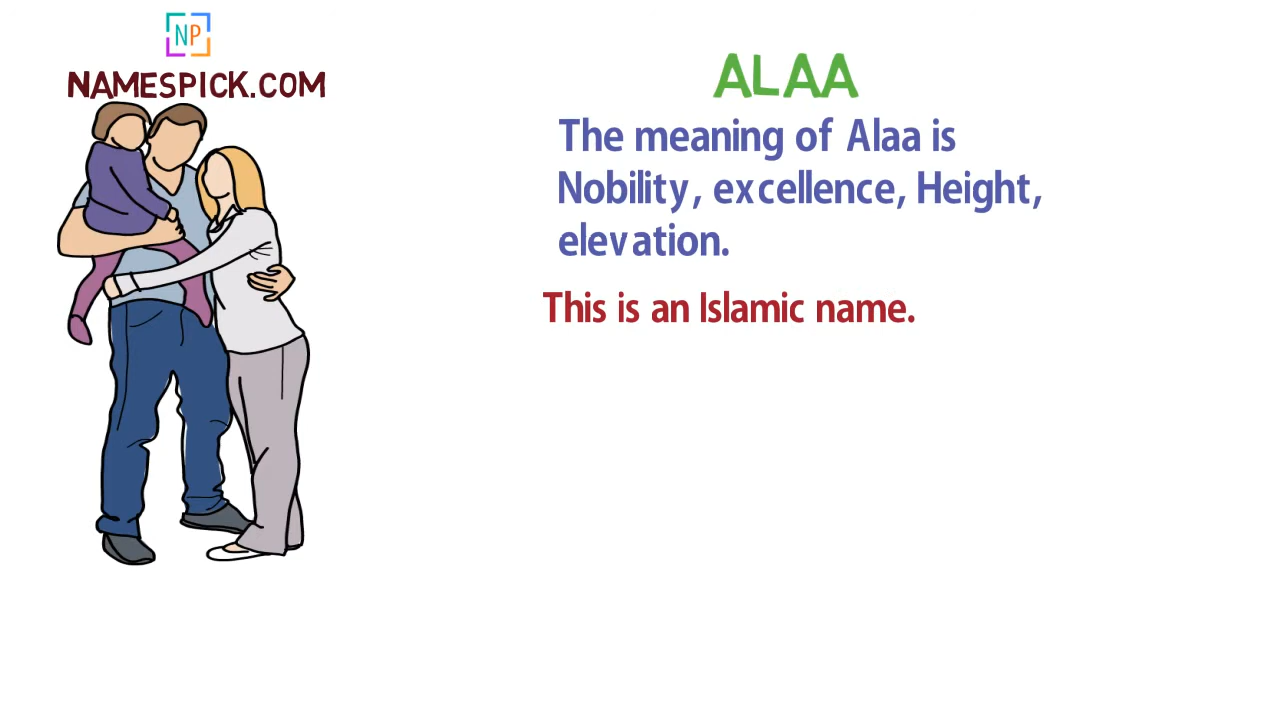 NP
NAMESPICK.COM
ALAA
The meaning of Alaa is
Nobility, excellence, Height,
elevation.
This is an Islamic name.